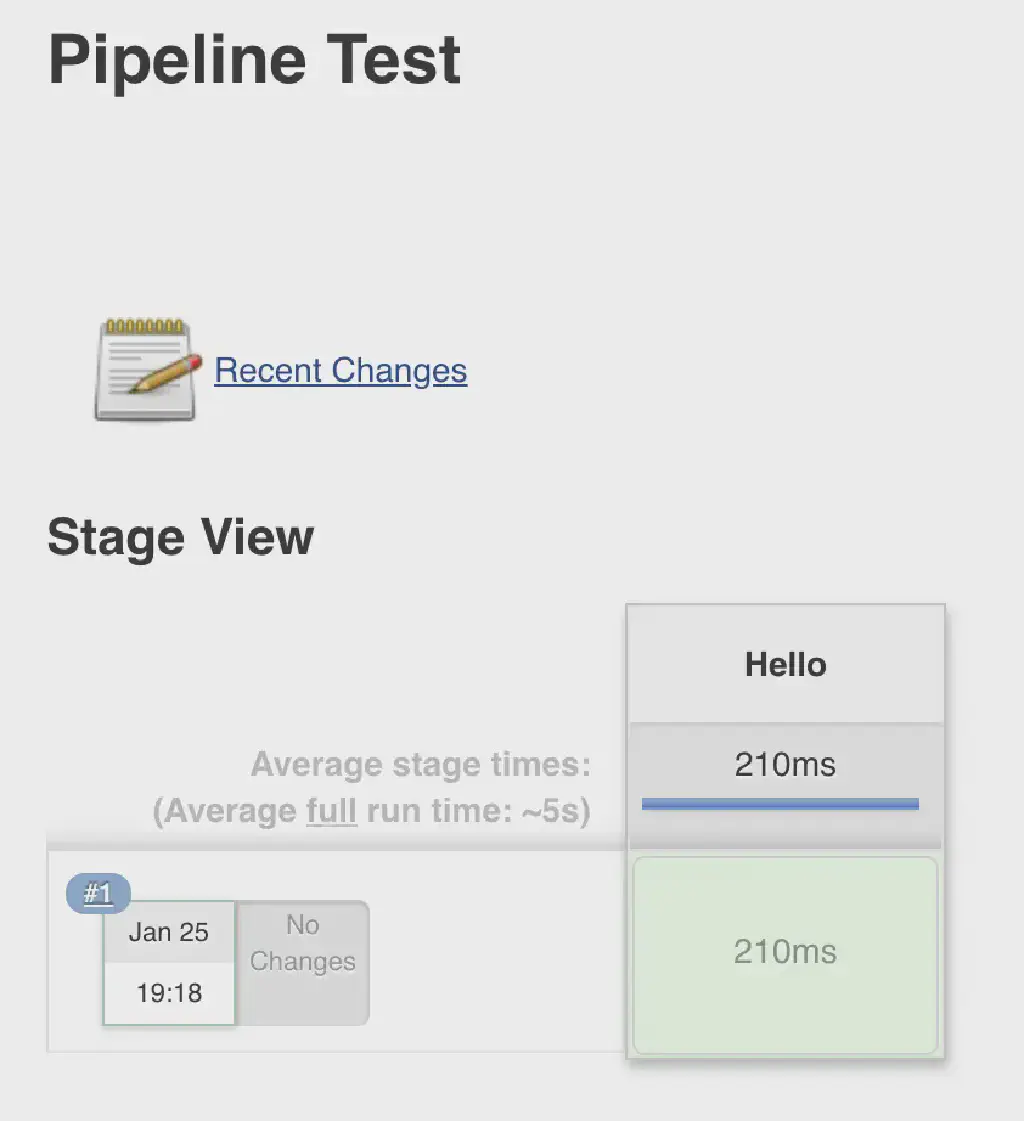 Pipeline Test
Recent Changes
Stage View
Hello
Average stage times:
(Average full run time: ~5s)
210ms
#1
Jan 25
19:18
No
Changes
210ms